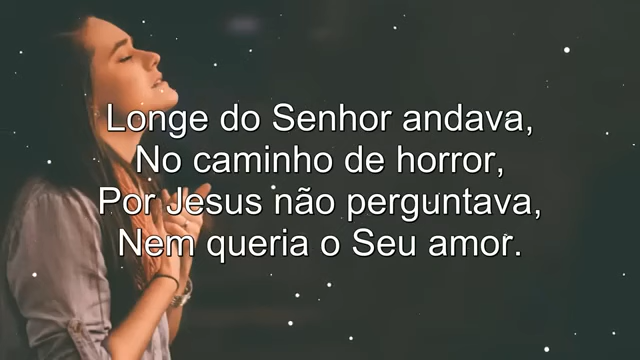 Longe do Senhor andava,
No caminho de horror,
Por Jesus não perguntava,
Nem queria o Seu amor.